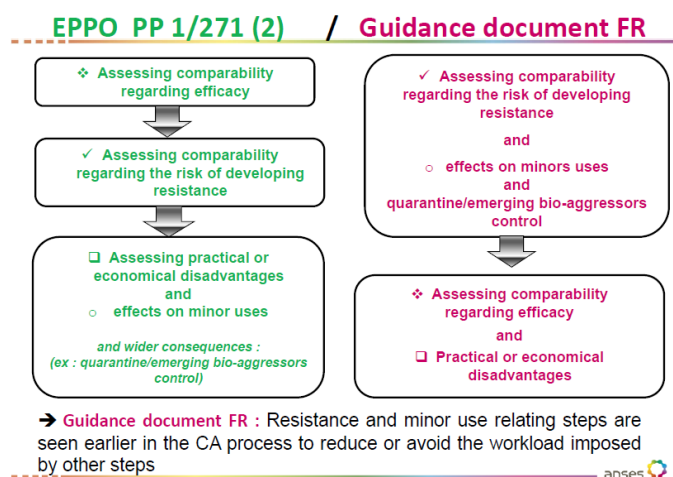 EPPO PP 1/271 (2) / Guidance document FR
❖ Assessing comparability
regarding efficacy
✓ Assessing comparability
regarding the risk of developing
resistance
❑ Assessing practical or
economical disadvantages
and
○ effects on minor uses
and wider consequences :
(ex : quarantine/emerging bio-aggressors
control)
✓ Assessing comparability
regarding the risk of developing
resistance
and
○ effects on minors uses
and
quarantine/emerging bio-aggressors
control
❖ Assessing comparability
regarding efficacy
and
❑ Practical or economical
disadvantages
➔ Guidance document FR : Resistance and minor use relating steps are
seen earlier in the CA process to reduce or avoid the workload imposed
by other steps
anses